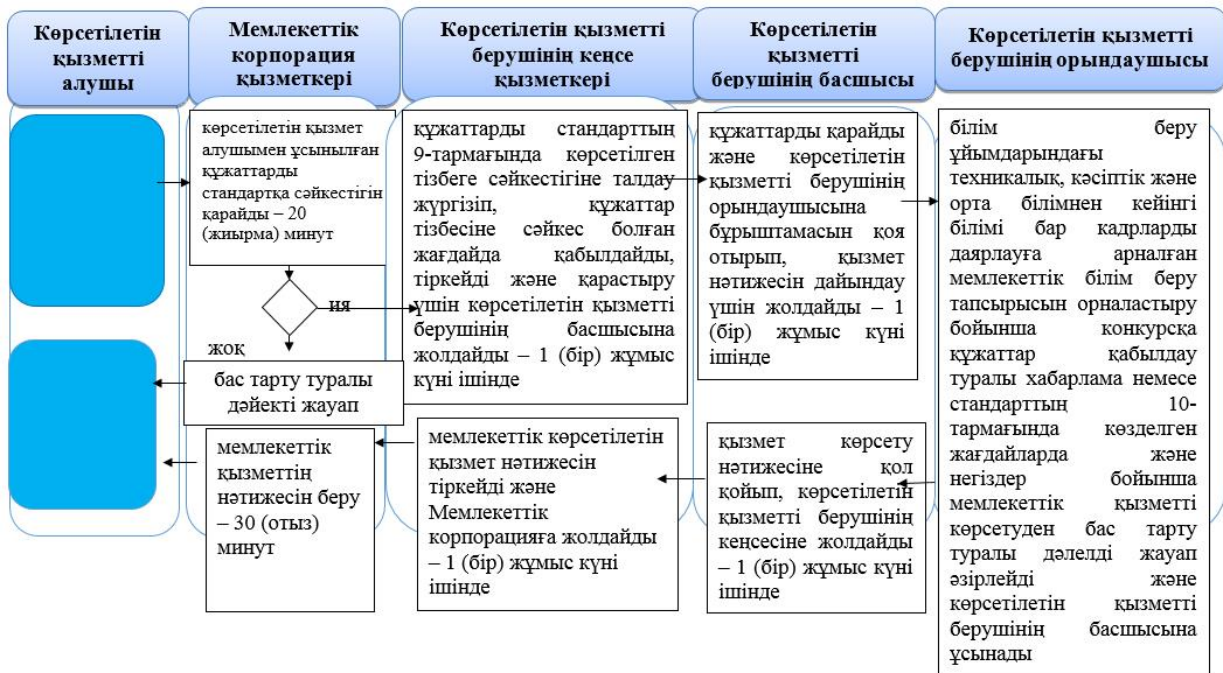 Көрсетілетін
қызметті
алушы
Мемлекеттік
корпорация
қызметкері
Көрсетілетін қызметті
берушінің кеңсе
қызметкері
Көрсетілетін
қызметті
берушінің басшысы
Көрсетілетін қызметті
берушінің орындаушысы
көрсетілетін қызмет
алушымен ұсынылған
құжаттарды
стандартқа сәйкестігін
қарайды – 20
(жиырма) минут
ия
жоқ
бас тарту туралы
дәйекті жауап
мемлекеттік
қызметтің
нәтижесін беру
– 30 (отыз)
минут
құжаттарды стандарттың
9-тармағында көрсетілген
тізбеге сәйкестігіне талдау
жүргізіп, құжаттар
тізбесіне сәйкес болған
жағдайда қабылдайды,
тіркейді және қарастыру
үшін көрсетілетін қызметті
берушінің басшысына
жолдайды – 1 (бір) жұмыс
күні ішінде
мемлекеттік көрсетілетін
қызмет нәтижесін
тіркейді және
Мемлекеттік
корпорацияға жолдайды
– 1 (бір) жұмыс күні
ішінде
құжаттарды қарайды
және көрсетілетін
қызметті берушінің
орындаушысына
бұрыштамасын қоя
отырып, қызмет
нәтижесін дайындау
үшін жолдайды – 1
(бір) жұмыс күні
ішінде
қызмет көрсету
нәтижесіне қол
қойып, көрсетілетін
қызметті берушінің
кеңсесіне жолдайды
– 1 (бір) жұмыс күні
ішінде
білім беру
ұйымдарындағы
техникалық, кәсіптік және
орта білімнен кейінгі
білімі бар кадрларды
даярлауға арналған
мемлекеттік білім беру
тапсырысын орналастыру
бойынша конкурсқа
құжаттар қабылдау
туралы хабарлама немесе
стандарттың 10-
тармағында көзделген
жағдайларда және
негіздер бойынша
мемлекеттік қызметті
көрсетуден бас тарту
туралы дәлелді жауап
әзірлейді және
көрсетілетін қызметті
берушінің басшысына
ұсынады